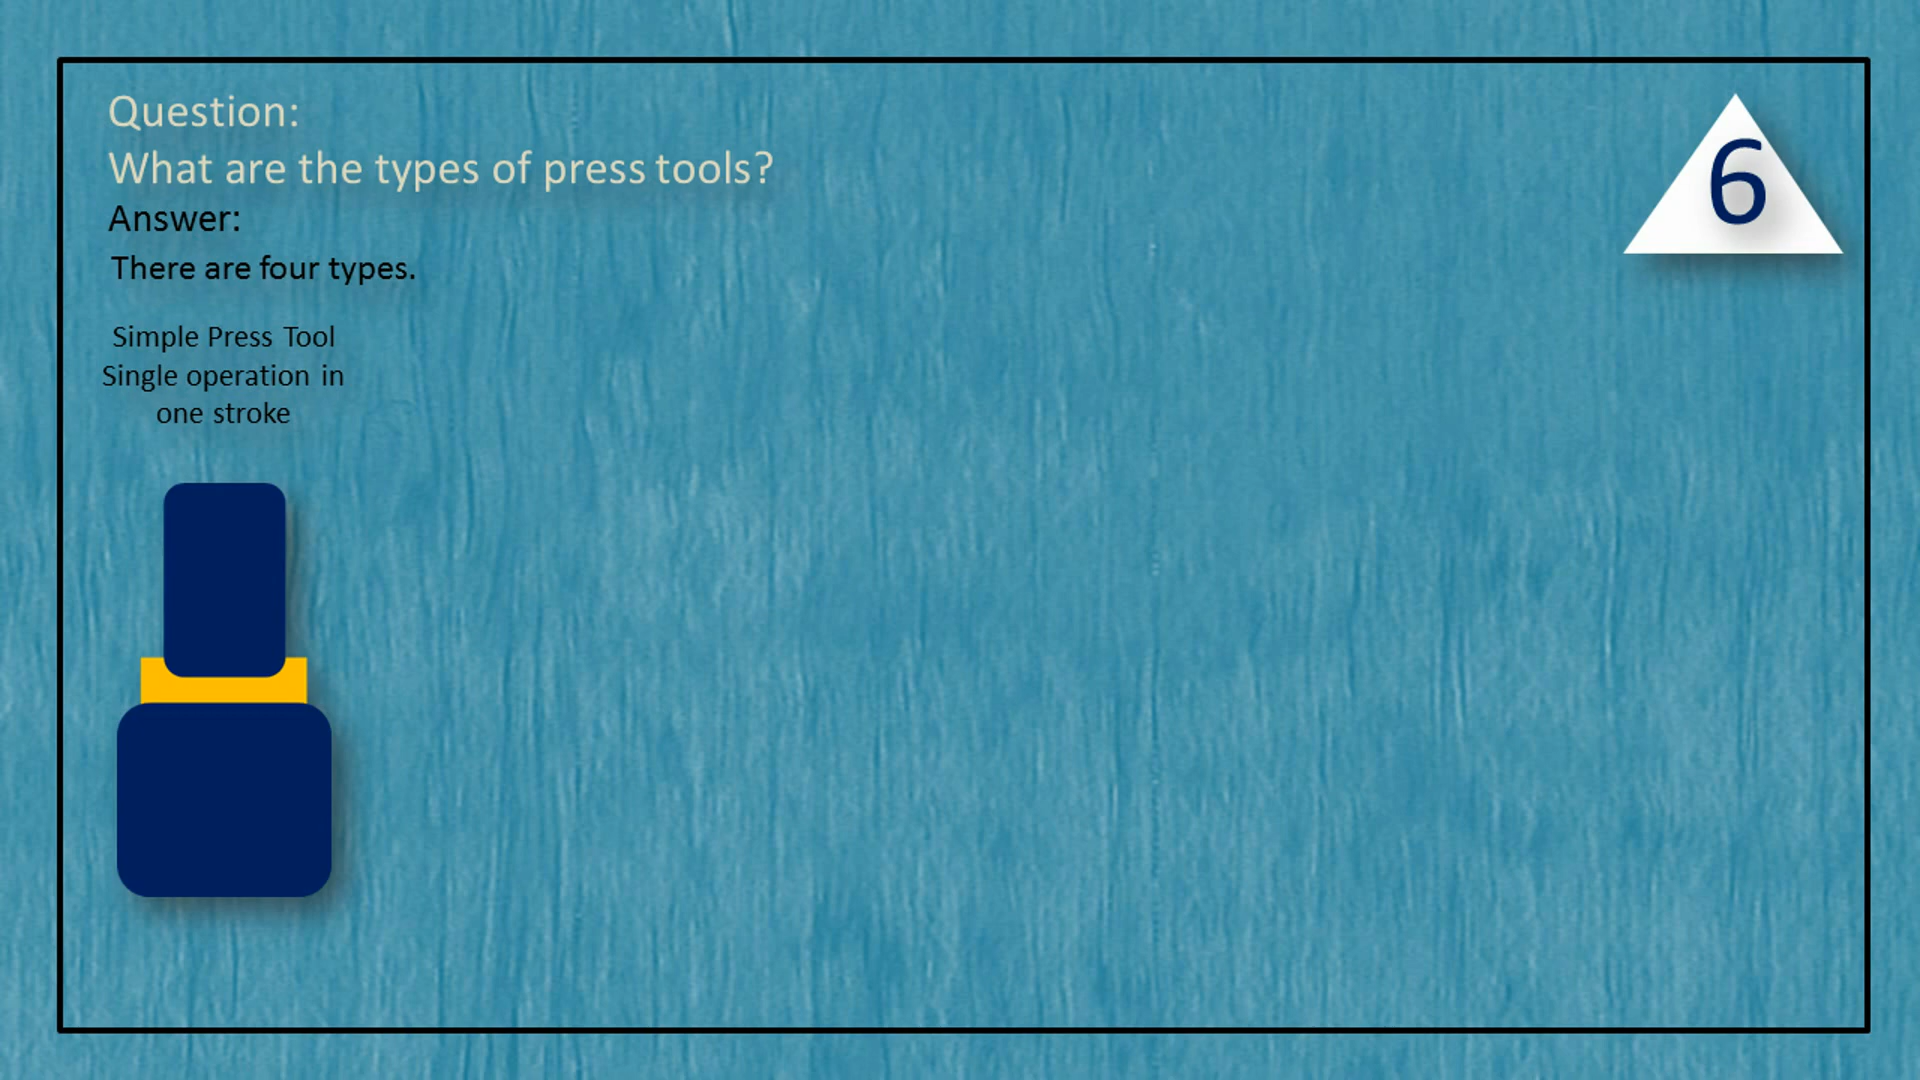 Question:
What are the types of press tools?
Answer:
There are four types.
Simple Press Tool
Single operation in
one stroke
6